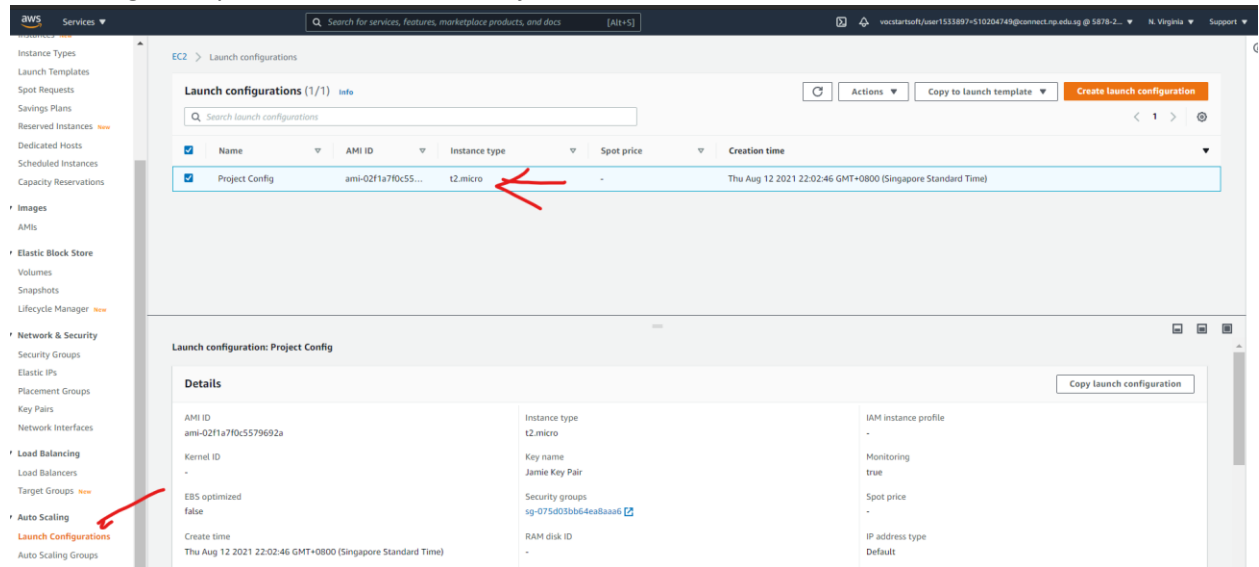 aws Services ▼ Search for services, features, marketplace products, and docs [Alt+S] vocstartsoft/user1533897=S10204749@connect.np.edu.sg @ 5878-2... ▼ N. Virginia ▼ Support ▼
Instances New
Instance Types
Launch Templates
Spot Requests
Savings Plans
Reserved Instances New
Dedicated Hosts
Scheduled Instances
Capacity Reservations
Images
AMIs
Elastic Block Store
Volumes
Snapshots
Lifecycle Manager New
Network & Security
Security Groups
Elastic IPs
Placement Groups
Key Pairs
Network Interfaces
Load Balancing
Load Balancers
Target Groups New
Auto Scaling
Launch Configurations
Auto Scaling Groups
EC2 > Launch configurations
Launch configurations (1/1) Info
Actions ▼ Copy to launch template ▼ Create launch configuration
Search launch configurations
< 1 >
Name AMI ID Instance type Spot price Creation time
Project Config ami-02f1a7f0c55... t2.micro - Thu Aug 12 2021 22:02:46 GMT+0800 (Singapore Standard Time)
Launch configuration: Project Config
Details Copy launch configuration
AMI ID Instance type IAM instance profile
ami-02f1a7f0c5579692a t2.micro -
Kernel ID Key name Monitoring
- Jamie Key Pair true
EBS optimized Security groups Spot price
false sg-075d03bb64ea8aaa6 -
Create time RAM disk ID IP address type
Thu Aug 12 2021 22:02:46 GMT+0800 (Singapore Standard Time) - Default